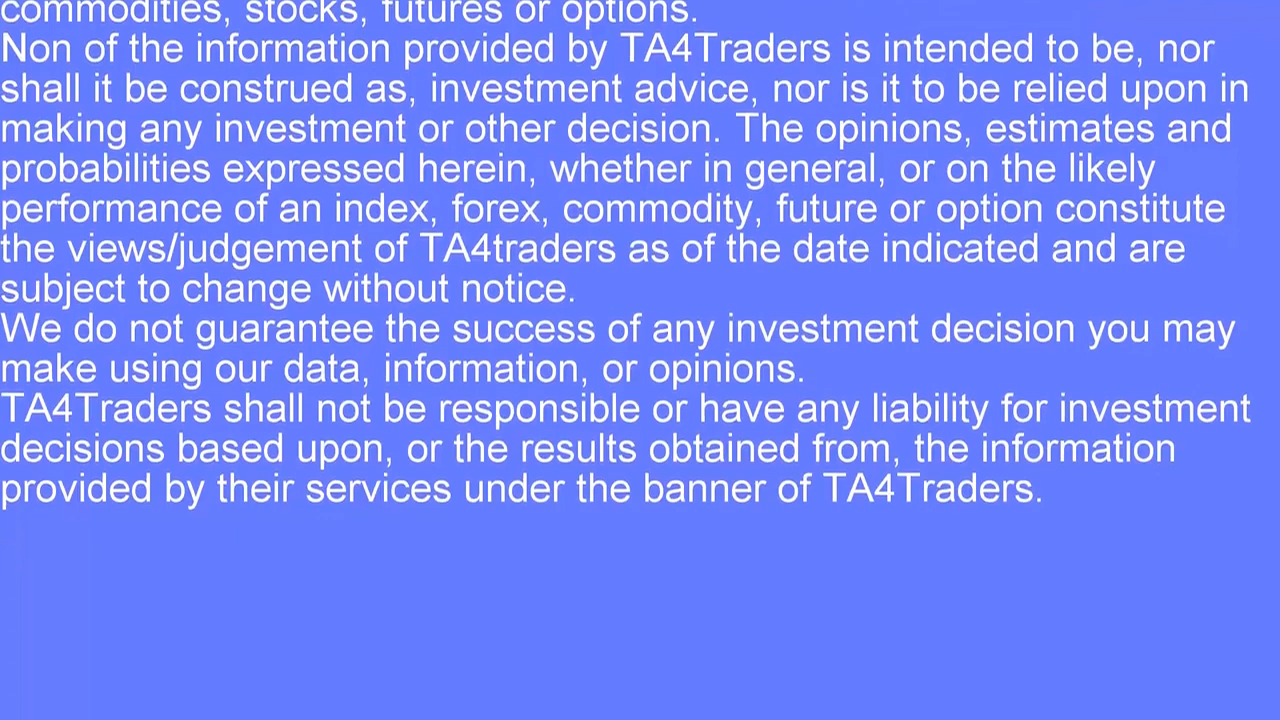 commodities, stocks, futures or options.
Non of the information provided by TA4Traders is intended to be, nor
shall it be construed as, investment advice, nor is it to be relied upon in
making any investment or other decision. The opinions, estimates and
probabilities expressed herein, whether in general, or on the likely
performance of an index, forex, commodity, future or option constitute
the views/judgement of TA4traders as of the date indicated and are
subject to change without notice.
We do not guarantee the success of any investment decision you may
make using our data, information, or opinions.
TA4Traders shall not be responsible or have any liability for investment
decisions based upon, or the results obtained from, the information
provided by their services under the banner of TA4Traders.